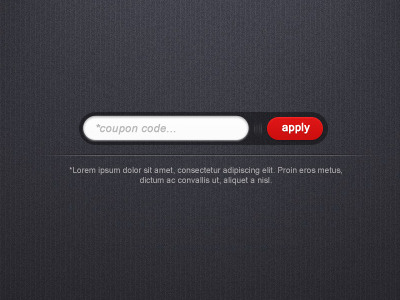 *coupon code...
apply
*Lorem ipsum dolor sit amet, consectetur adipiscing elit. Proin eros metus,
dictum ac convallis ut, aliquet a nisl.